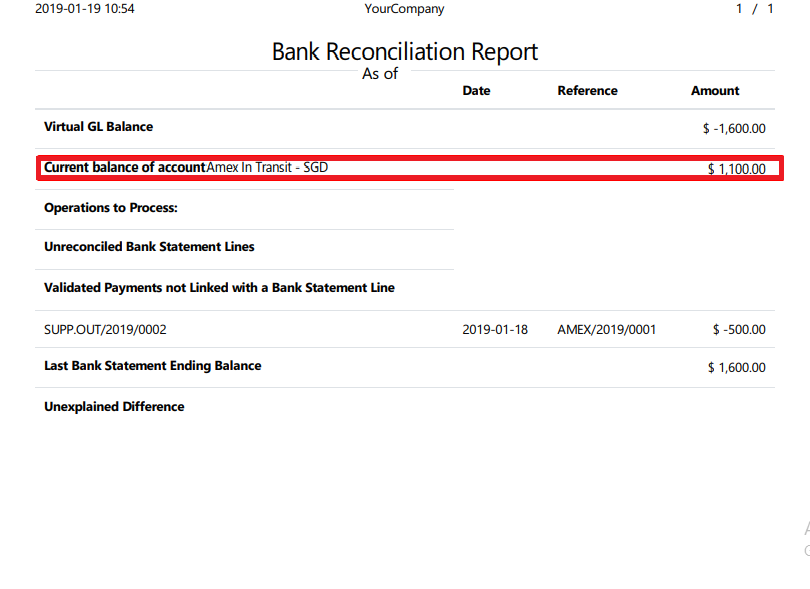 2019-01-19 10:54 YourCompany 1 / 1
Bank Reconciliation Report
As of
Date Reference Amount
Virtual GL Balance $ -1,600.00
Current balance of accountAmex In Transit - SGD $ 1,100.00
Operations to Process:
Unreconciled Bank Statement Lines
Validated Payments not Linked with a Bank Statement Line
SUPP.OUT/2019/0002 2019-01-18 AMEX/2019/0001 $ -500.00
Last Bank Statement Ending Balance $ 1,600.00
Unexplained Difference